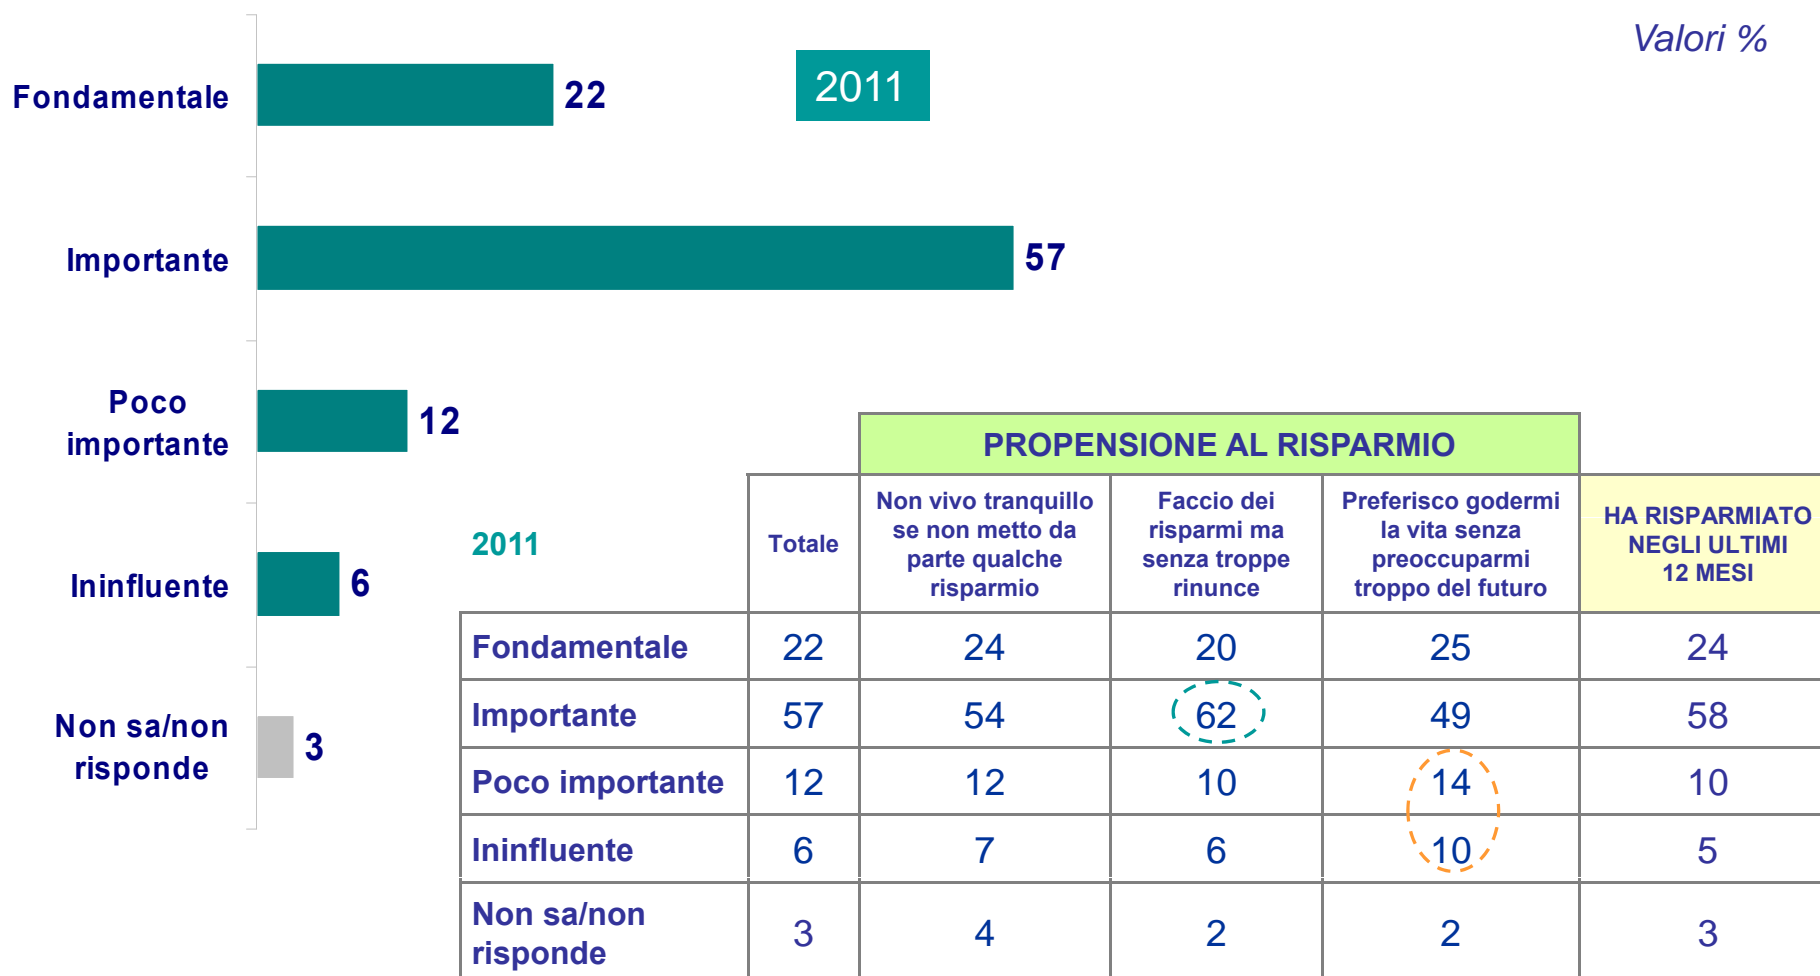 Valori %
2011
Fondamentale 22
Importante 57
Poco
importante 12
Ininfluente 6
Non sa/non
risponde 3
PROPENSIONE AL RISPARMIO
2011
Totale
Non vivo tranquillo
se non metto da
parte qualche
risparmio
Faccio dei
risparmi ma
senza troppe
rinunce
Preferisco godermi
la vita senza
preoccuparmi
troppo del futuro
HA RISPARMIATO
NEGLI ULTIMI
12 MESI
Fondamentale 22 24 20 25 24
Importante 57 54 62 49 58
Poco importante 12 12 10 14 10
Ininfluente 6 7 6 10 5
Non sa/non
risponde 3 4 2 2 3